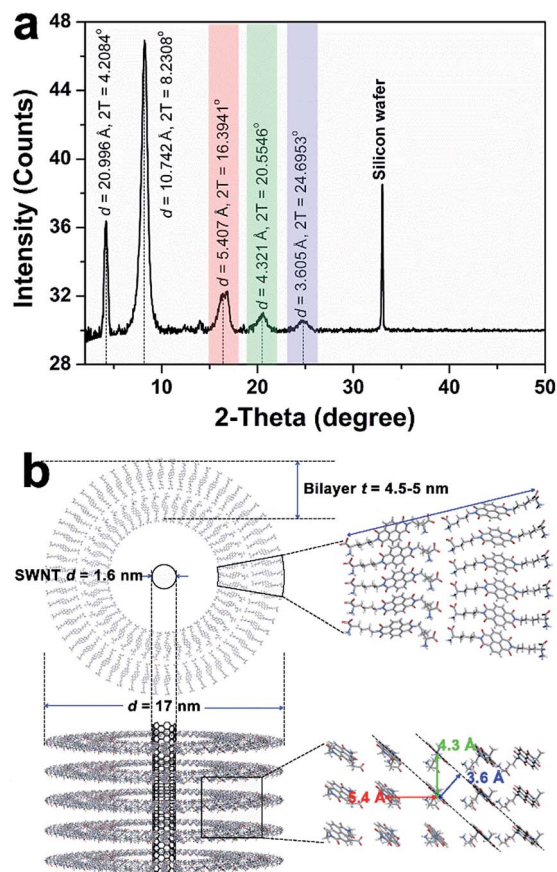 a
48
44
40
36
32
28
Intensity (Counts)
d = 20.996 Å, 2T = 4.2084°
d = 10.742 Å, 2T = 8.2308°
d = 5.407 Å, 2T = 16.3941°
d = 4.321 Å, 2T = 20.5546°
d = 3.605 Å, 2T = 24.6953°
Silicon wafer
10 20 30 40 50
2-Theta (degree)
b
Bilayer t = 4.5-5 nm
SWNT d = 1.6 nm
d = 17 nm
4.3 Å
3.6 Å
5.4 Å